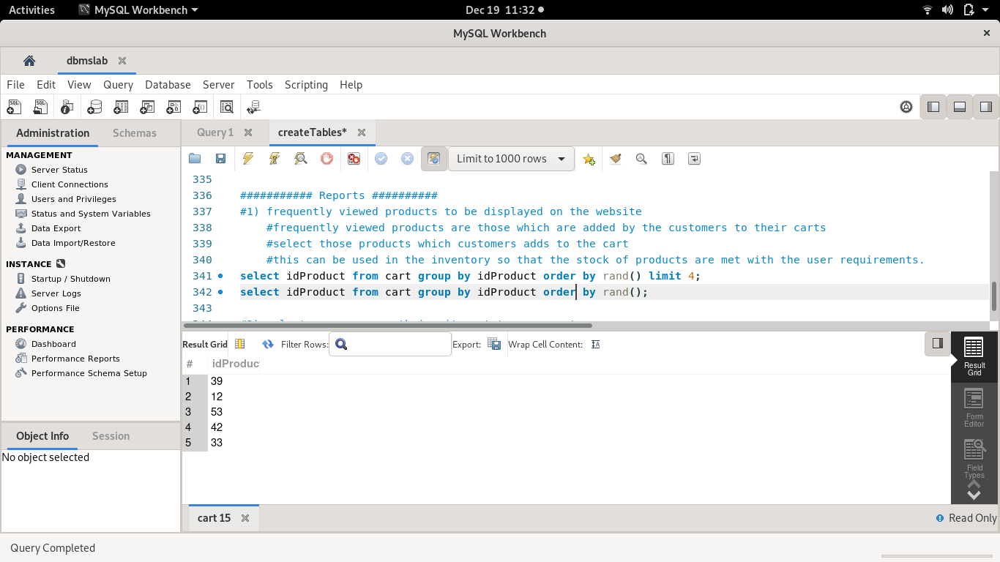 Activities MySQL Workbench Dec 19 11:32
MySQL Workbench
dbmslab
File Edit View Query Database Server Tools Scripting Help
Administration Schemas
MANAGEMENT
Server Status
Client Connections
Users and Privileges
Status and System Variables
Data Export
Data Import/Restore
INSTANCE
Startup / Shutdown
Server Logs
Options File
PERFORMANCE
Dashboard
Performance Reports
Performance Schema Setup
Object Info Session
No object selected
Query 1 createTables*
Limit to 1000 rows
335
336 ########### Reports ##########
337 #1) frequently viewed products to be displayed on the website
338 #frequently viewed products are those which are added by the customers to their carts
339 #select those products which customers adds to the cart
340 #this can be used in the inventory so that the stock of products are met with the user requirements.
341 select idProduct from cart group by idProduct order by rand() limit 4;
342 select idProduct from cart group by idProduct order by rand();
343
Result Grid Filter Rows: Export: Wrap Cell Content:
# idProduc
1 39
2 12
3 53
4 42
5 33
Result
Grid
Form
Editor
Field
Types
cart 15 Read Only
Query Completed